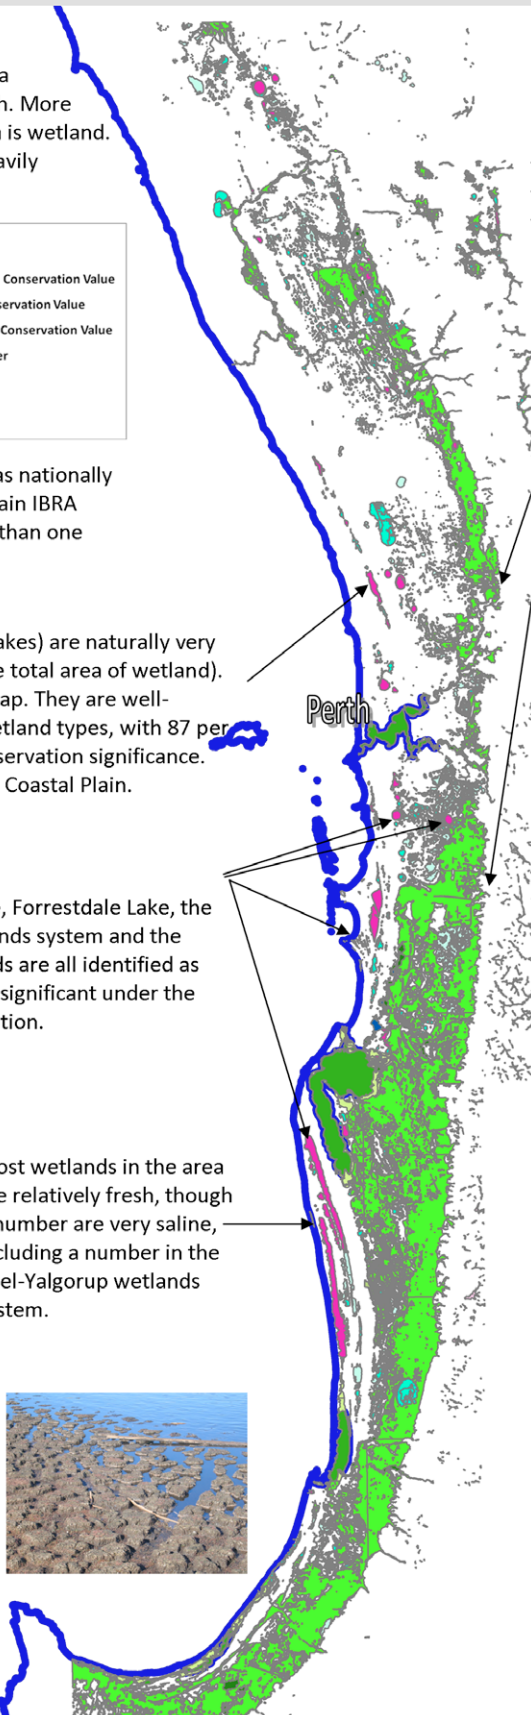 a
n. More
is wetland.
avily
Conservation Value
servation Value
Conservation Value
er
as nationally
ain IBRA
than one
akes) are naturally very
e total area of wetland).
ap. They are well-
etland types, with 87 per
servation significance.
Coastal Plain.
Perth
e, Forrestdale Lake, the
nds system and the
ds are all identified as
significant under the
tion.
ost wetlands in the area
e relatively fresh, though
number are very saline,
cluding a number in the
el-Yalgorup wetlands
stem.